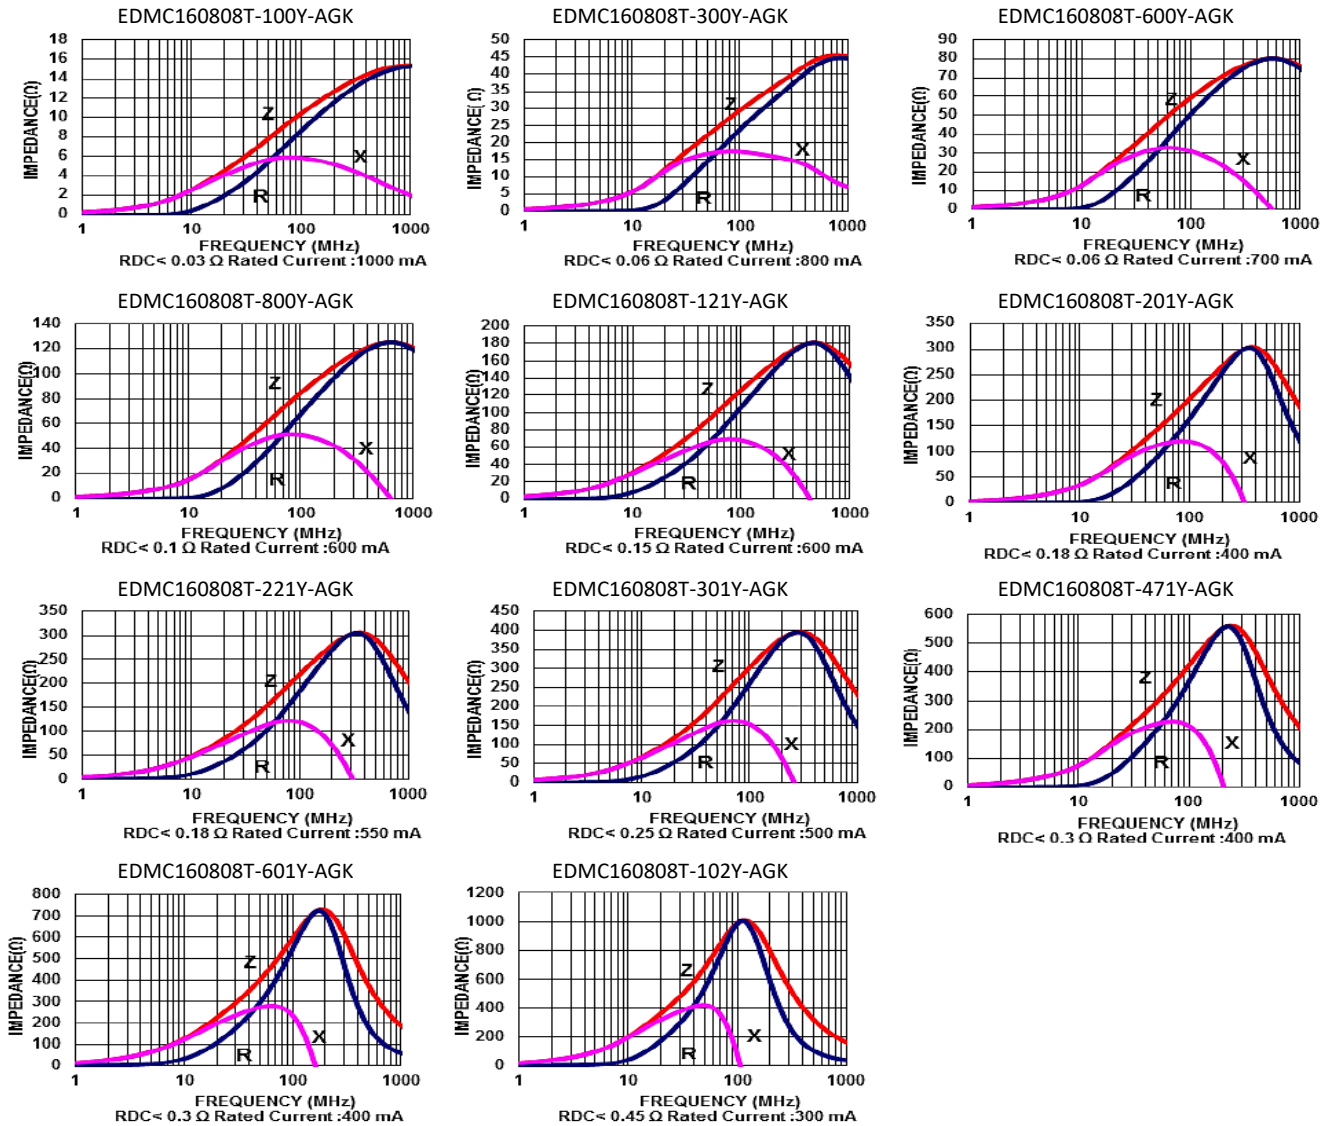 EDMC160808T-100Y-AGK
18
16
14
12
10
8
6
4
2
0
IMPEDANCE(Ω)
Z
X
R
1 10 100 1000
FREQUENCY (MHz)
RDC< 0.03 Ω Rated Current :1000 mA
EDMC160808T-300Y-AGK
50
45
40
35
30
25
20
15
10
5
0
IMPEDANCE( Ω)
Z
X
R
1 10 100 1000
FREQUENCY (MHz)
RDC< 0.06 Ω Rated Current :800 mA
EDMC160808T-600Y-AGK
90
80
70
60
50
40
30
20
10
0
IMPEDANCE(Ω)
Z
X
R
1 10 100 1000
FREQUENCY (MHz)
RDC< 0.06 Ω Rated Current :700 mA
EDMC160808T-800Y-AGK
140
120
100
80
60
40
20
0
IMPEDANCE(Ω)
Z
X
R
1 10 100 1000
FREQUENCY (MHz)
RDC< 0.1 Ω Rated Current :600 mA
EDMC160808T-121Y-AGK
200
180
160
140
120
100
80
60
40
20
0
IMPEDANCE(Ω)
Z
X
R
1 10 100 1000
FREQUENCY (MHz)
RDC< 0.15 Ω Rated Current :600 mA
EDMC160808T-201Y-AGK
350
300
250
200
150
100
50
0
IMPEDANCE(Ω)
Z
X
R
1 10 100 1000
FREQUENCY (MHz)
RDC< 0.18 Ω Rated Current :400 mA
EDMC160808T-221Y-AGK
350
300
250
200
150
100
50
0
IMPEDANCE(Ω)
Z
X
R
1 10 100 1000
FREQUENCY (MHz)
RDC< 0.18 Ω Rated Current :550 mA
EDMC160808T-301Y-AGK
450
400
350
300
250
200
150
100
50
0
IMPEDANCE(Ω)
Z
X
R
1 10 100 1000
FREQUENCY (MHz)
RDC< 0.25 Ω Rated Current :500 mA
EDMC160808T-471Y-AGK
600
500
400
300
200
100
0
IMPEDANCE(Ω)
Z
X
R
1 10 100 1000
FREQUENCY (MHz)
RDC< 0.3 Ω Rated Current :400 mA
EDMC160808T-601Y-AGK
800
700
600
500
400
300
200
100
0
IMPEDANCE(Ω)
Z
X
R
1 10 100 1000
FREQUENCY (MHz)
RDC< 0.3 Ω Rated Current :400 mA
EDMC160808T-102Y-AGK
1200
1000
800
600
400
200
0
IMPEDANCE(Ω)
Z
X
R
1 10 100 1000
FREQUENCY (MHz)
RDC< 0.45 Ω Rated Current :300 mA